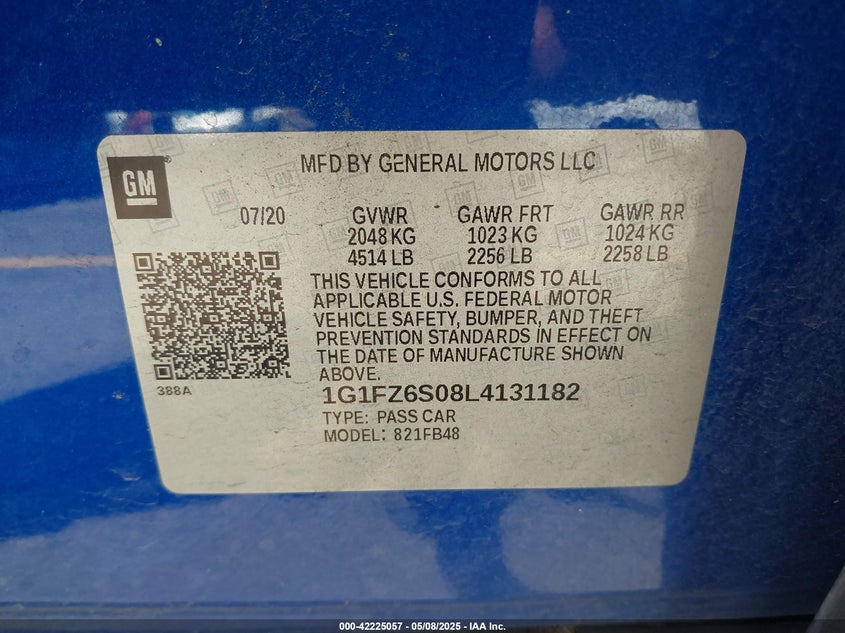 GM
MFD BY GENERAL MOTORS LLC
07/20 GVWR GAWR FRT GAWR RR
2048 KG 1023 KG 1024 KG
4514 LB 2256 LB 2258 LB
THIS VEHICLE CONFORMS TO ALL
APPLICABLE U.S. FEDERAL MOTOR
VEHICLE SAFETY, BUMPER, AND THEFT
PREVENTION STANDARDS IN EFFECT ON
THE DATE OF MANUFACTURE SHOWN
ABOVE.
388A
1G1FZ6S08L4131182
TYPE: PASS CAR
MODEL: 821FB48
000-42225057 - 05/08/2025 - IAA Inc.